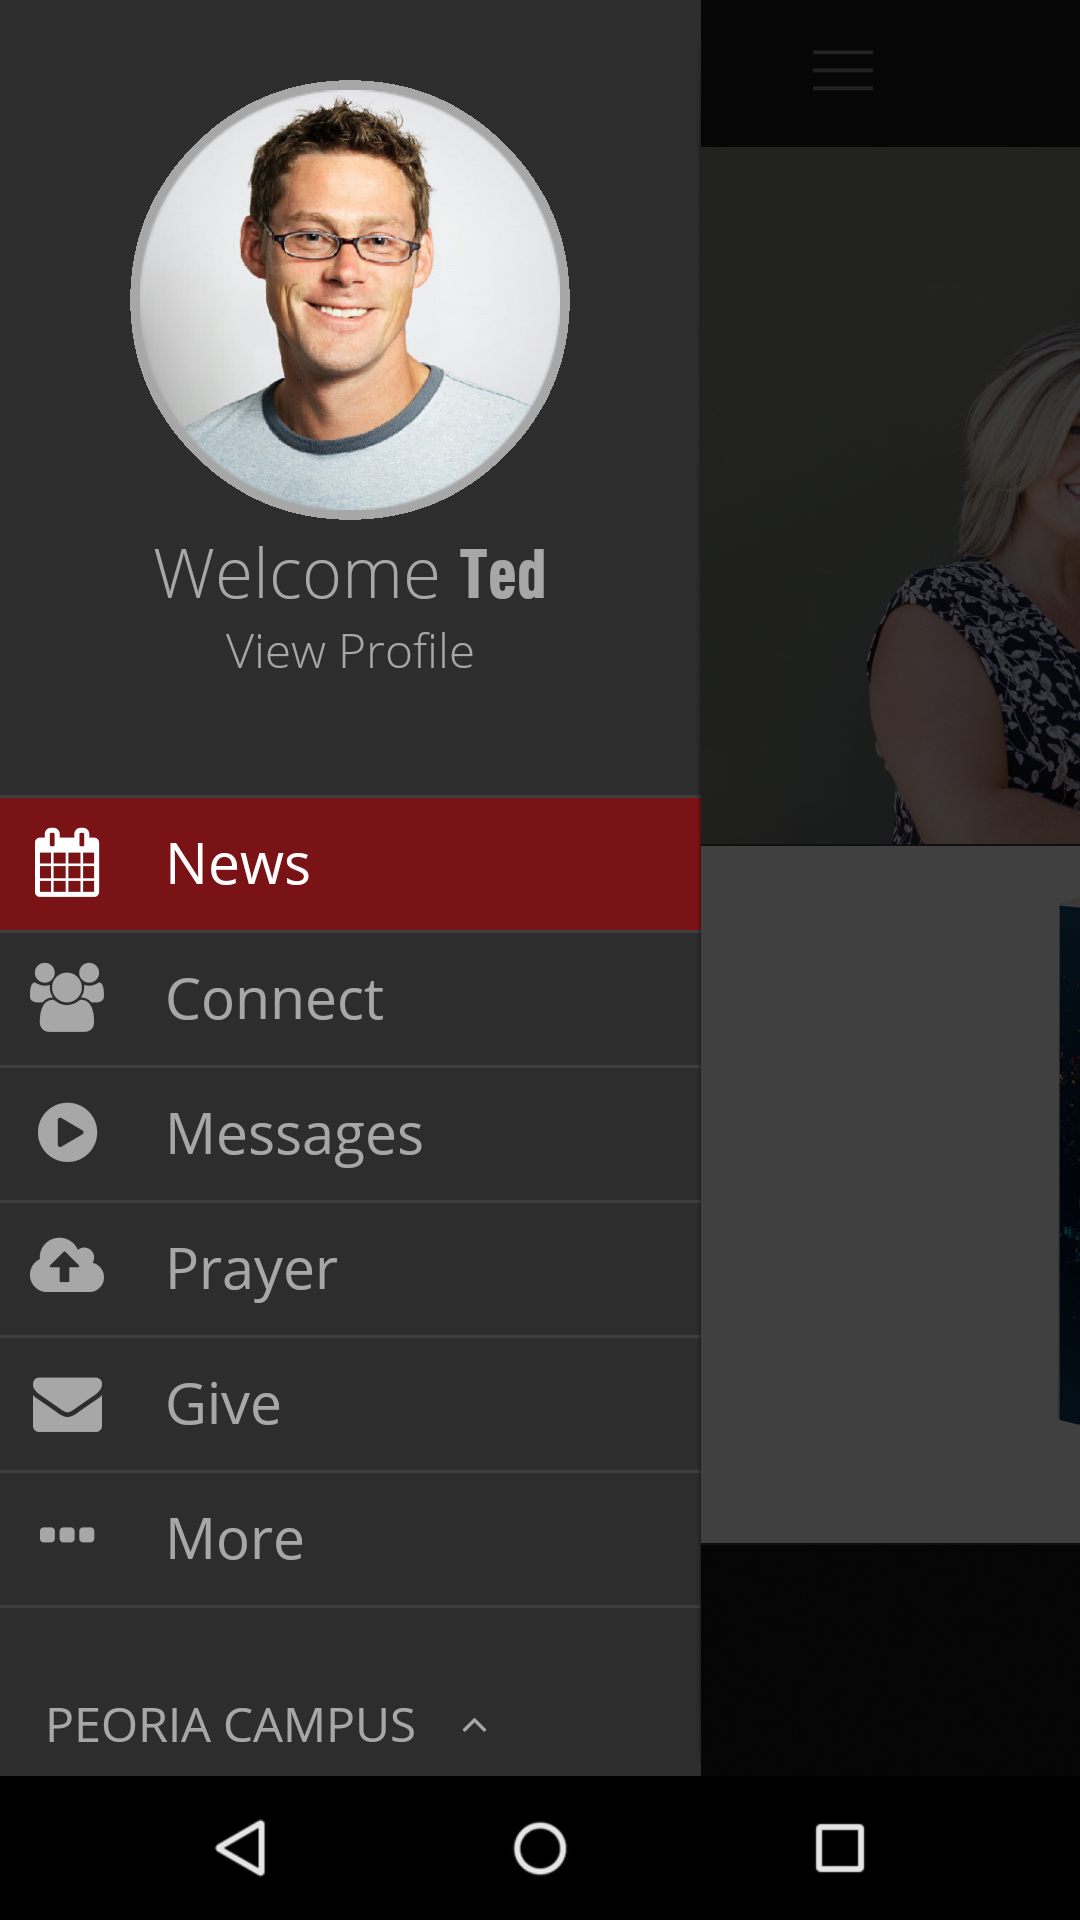 Welcome Ted
View Profile
News
Connect
Messages
Prayer
Give
More
PEORIA CAMPUS